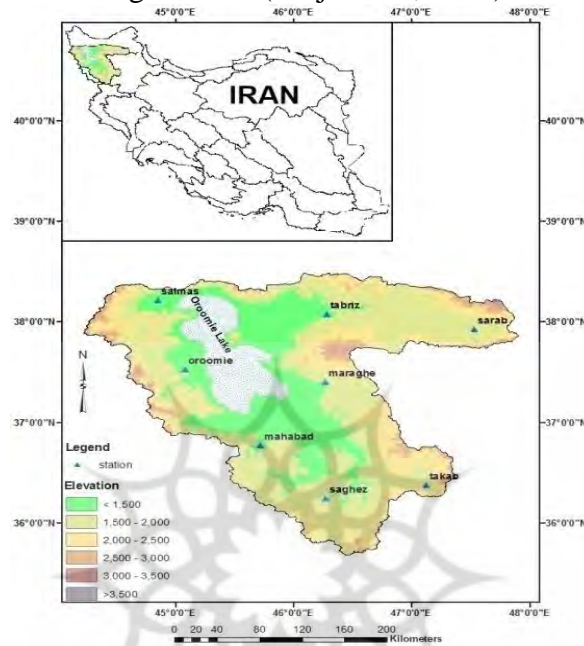 45°0'0"E 46°0'0"E 47°0'0"E 48°0'0"E
IRAN
40°0'0"N 40°0'0"N
39°0'0"N 39°0'0"N
salmas
Oroomie Lake
tabriz
38°0'0"N 38°0'0"N
sarab
N
oroomie
maraghe
S
37°0'0"N 37°0'0"N
mahabad
Legend
station
takab
saghez
Elevation
36°0'0"N 36°0'0"N
< 1,500
1,500 - 2,000
2,000 - 2,500
2,500 - 3,000
3,000 - 3,500
>3,500
45°0'0"E 46°0'0"E 47°0'0"E 48°0'0"E
0 20 40 80 120 160 200
Kilometers